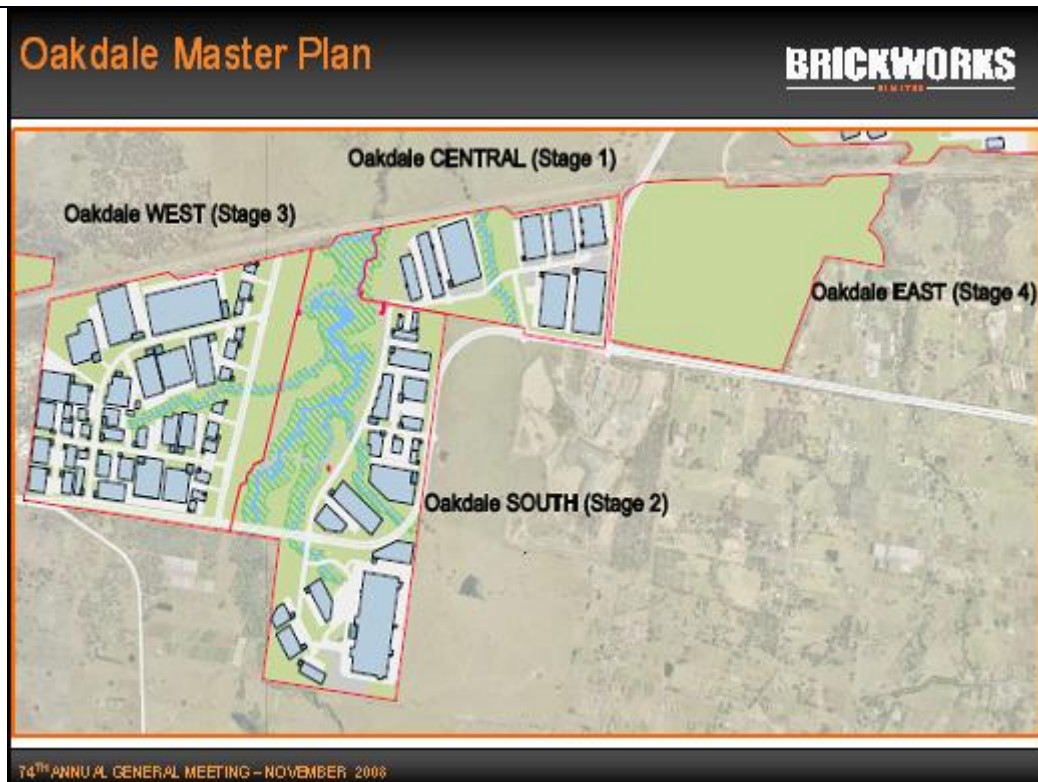 Oakdale Master Plan
BRICKWORKS
LIMITED
Oakdale CENTRAL (Stage 1)
Oakdale WEST (Stage 3)
Oakdale EAST (Stage 4)
Oakdale SOUTH (Stage 2)
74TH ANNUAL GENERAL MEETING – NOVEMBER 2008